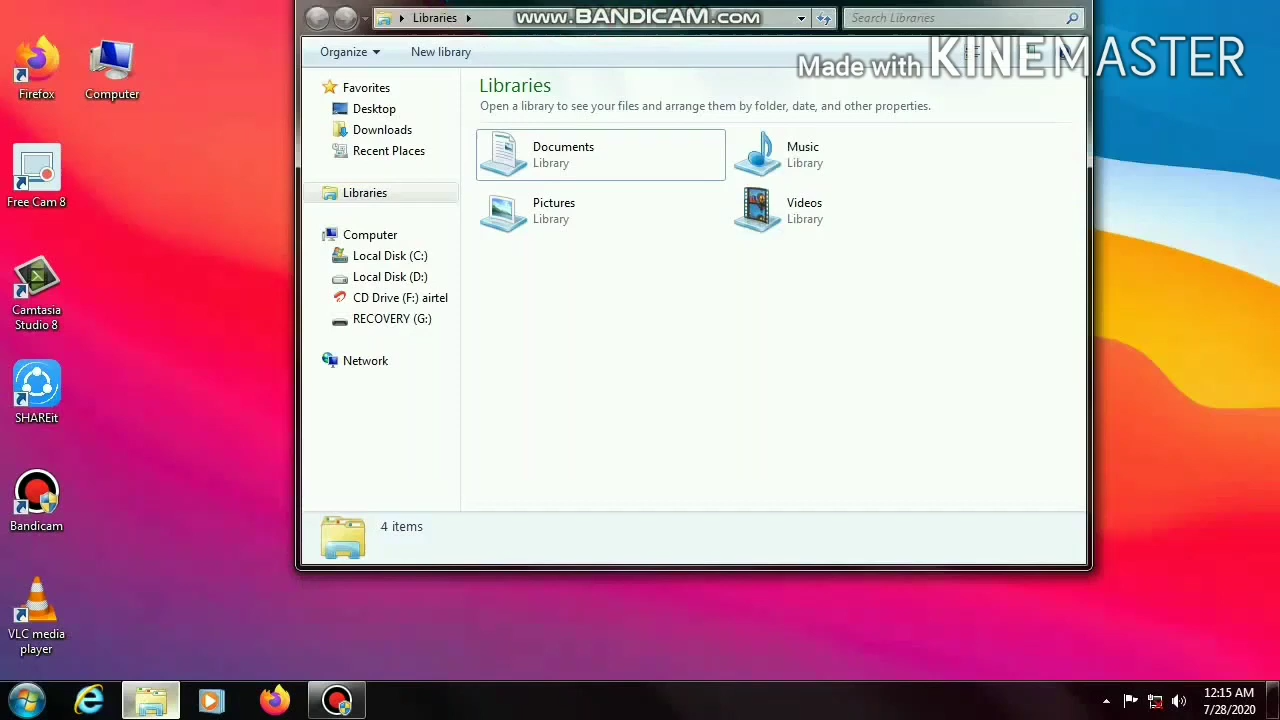 www.BANDICAM.com
Made with KINEMASTER
Libraries
Search Libraries
Organize
New library
Favorites
Desktop
Downloads
Recent Places
Libraries
Computer
Local Disk (C:)
Local Disk (D:)
CD Drive (F:) airtel
RECOVERY (G:)
Network
Libraries
Open a library to see your files and arrange them by folder, date, and other properties.
Documents
Library
Music
Library
Pictures
Library
Videos
Library
4 items
Firefox
Computer
Free Cam 8
Camtasia
Studio 8
SHAREit
Bandicam
VLC media
player
12:15 AM
7/28/2020